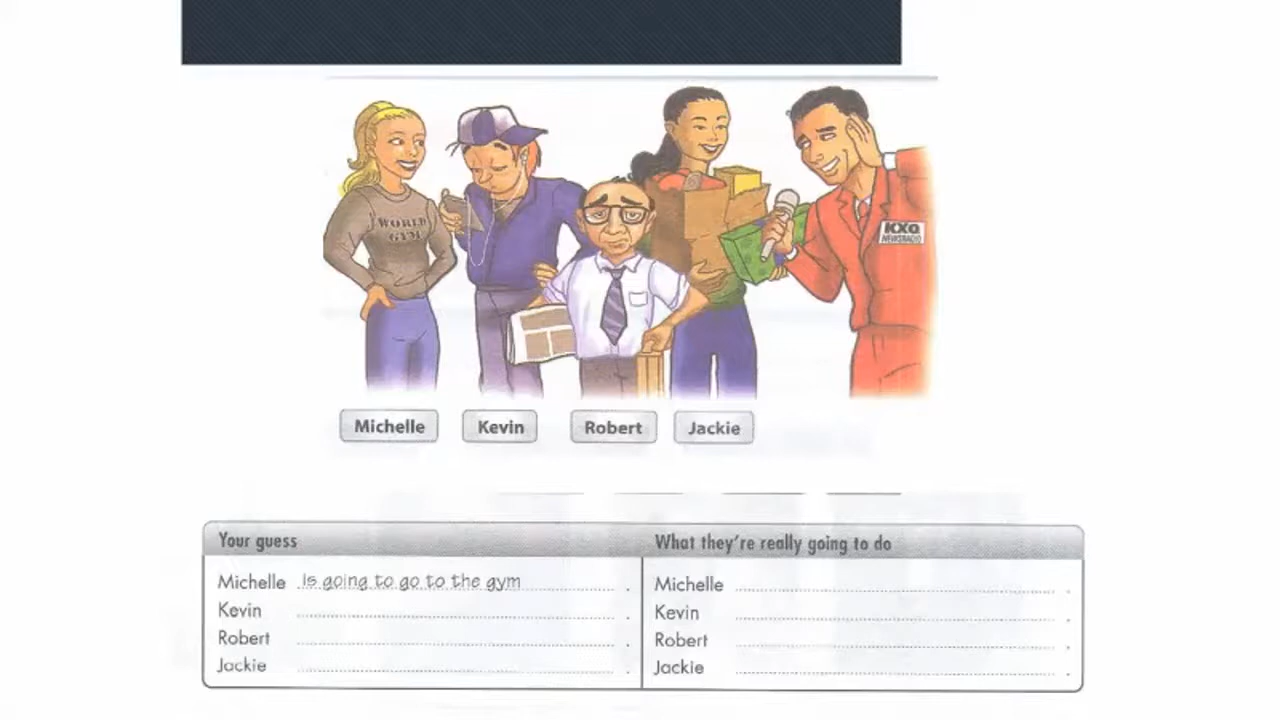 WORLD
GYM
KXQ
NEWSRADIO
Michelle Kevin Robert Jackie
Your guess What they're really going to do
Michelle is going to go to the gym . Michelle .
Kevin . Kevin .
Robert . Robert .
Jackie . Jackie .